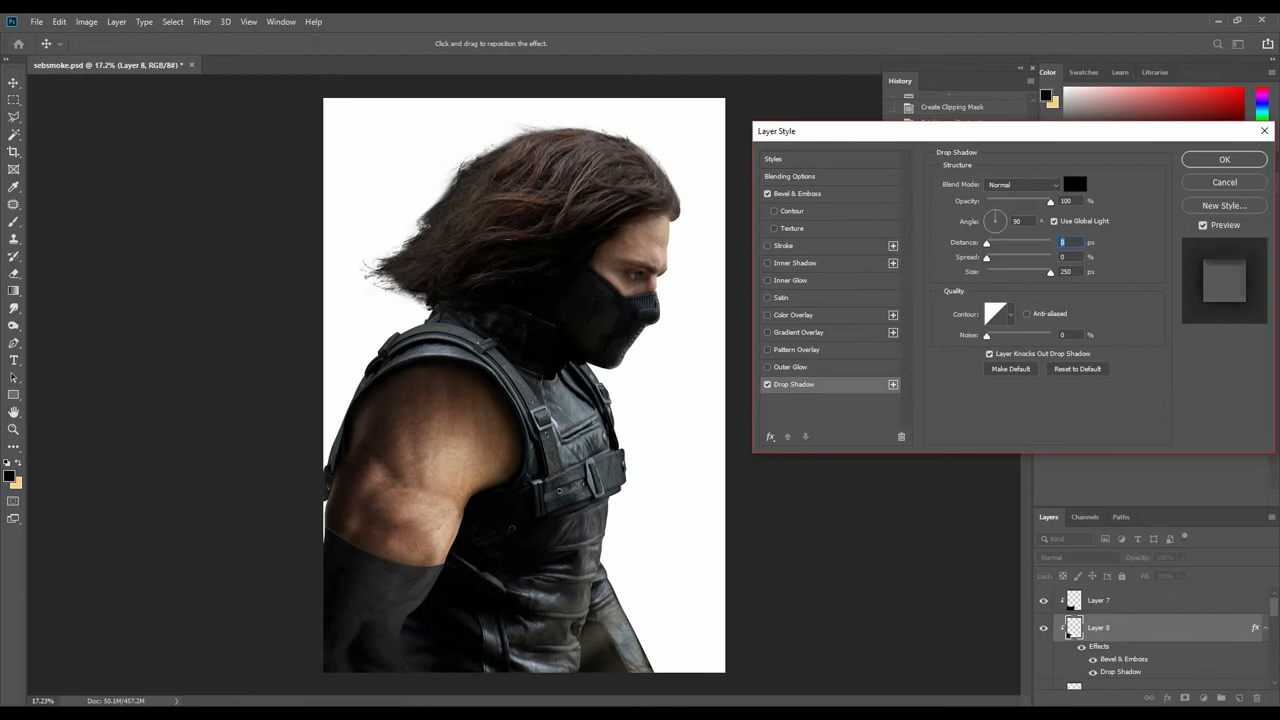 Ps File Edit Image Layer Type Select Filter 3D View Window Help
Click and drag to reposition the effect.
sebsmoke.psd @ 17.2% (Layer 8, RGB/8#) *
History
Create Clipping Mask
Color Swatches Learn Libraries
Layer Style
Styles
Blending Options
Bevel & Emboss
Contour
Texture
Stroke
Inner Shadow
Inner Glow
Satin
Color Overlay
Gradient Overlay
Pattern Overlay
Outer Glow
Drop Shadow
fx
Drop Shadow
Structure
Blend Mode: Normal
Opacity: 100 %
Angle: 90 ° Use Global Light
Distance: 0 px
Spread: 0 %
Size: 250 px
Quality
Contour: Anti-aliased
Noise: 0 %
Layer Knocks Out Drop Shadow
Make Default Reset to Default
OK
Cancel
New Style...
Preview
Layers Channels Paths
Kind
Normal Opacity: 100%
Lock: Fill: 100%
Layer 7
Layer 8 fx
Effects
Bevel & Emboss
Drop Shadow
fx
17.23% Doc: 50.1M/457.2M